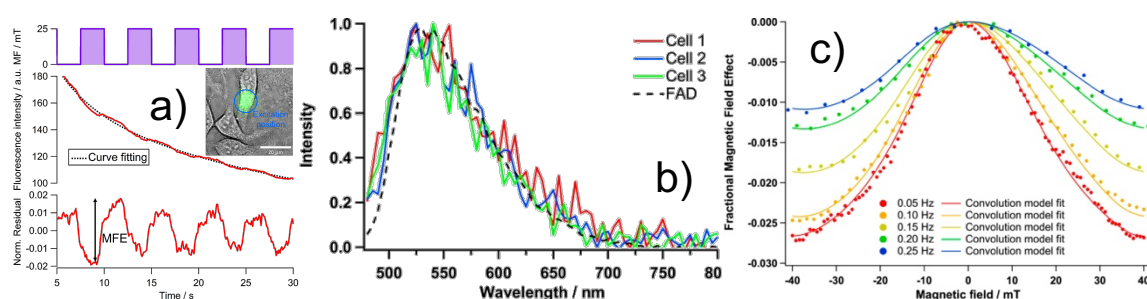 25
0
MF / mT
a)
180
160
140
120
100
Fluorescence intensity / a.u.
Excitation
position
20 μm
Curve fitting
0.02
0.01
0.00
-0.01
-0.02
Norm. Residual
MFE
5 10 15 20 25 30
Time / s
b)
1.0
0.8
0.6
0.4
0.2
0.0
Intensity
Cell 1
Cell 2
Cell 3
FAD
500 550 600 650 700 750 800
Wavelength / nm
c)
0.000
-0.005
-0.010
-0.015
-0.020
-0.025
-0.030
Fractional Magnetic Field Effect
0.05 Hz Convolution model fit
0.10 Hz Convolution model fit
0.15 Hz Convolution model fit
0.20 Hz Convolution model fit
0.25 Hz Convolution model fit
-40 -30 -20 -10 0 10 20 30 40
Magnetic field / mT